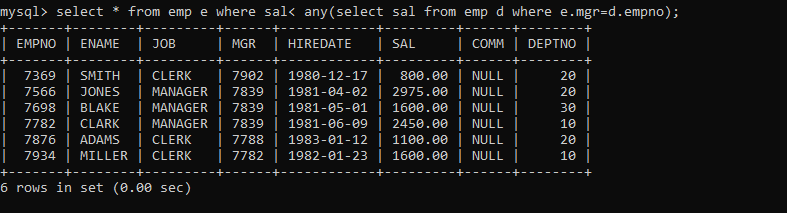 mysql> select * from emp e where sal< any(select sal from emp d where e.mgr=d.empno);
+-------+--------+---------+------+------------+---------+------+--------+
| EMPNO | ENAME  | JOB     | MGR  | HIREDATE   | SAL     | COMM | DEPTNO |
+-------+--------+---------+------+------------+---------+------+--------+
|  7369 | SMITH  | CLERK   | 7902 | 1980-12-17 |  800.00 | NULL |     20 |
|  7566 | JONES  | MANAGER | 7839 | 1981-04-02 | 2975.00 | NULL |     20 |
|  7698 | BLAKE  | MANAGER | 7839 | 1981-05-01 | 1600.00 | NULL |     30 |
|  7782 | CLARK  | MANAGER | 7839 | 1981-06-09 | 2450.00 | NULL |     10 |
|  7876 | ADAMS  | CLERK   | 7788 | 1983-01-12 | 1100.00 | NULL |     20 |
|  7934 | MILLER | CLERK   | 7782 | 1982-01-23 | 1600.00 | NULL |     10 |
+-------+--------+---------+------+------------+---------+------+--------+
6 rows in set (0.00 sec)